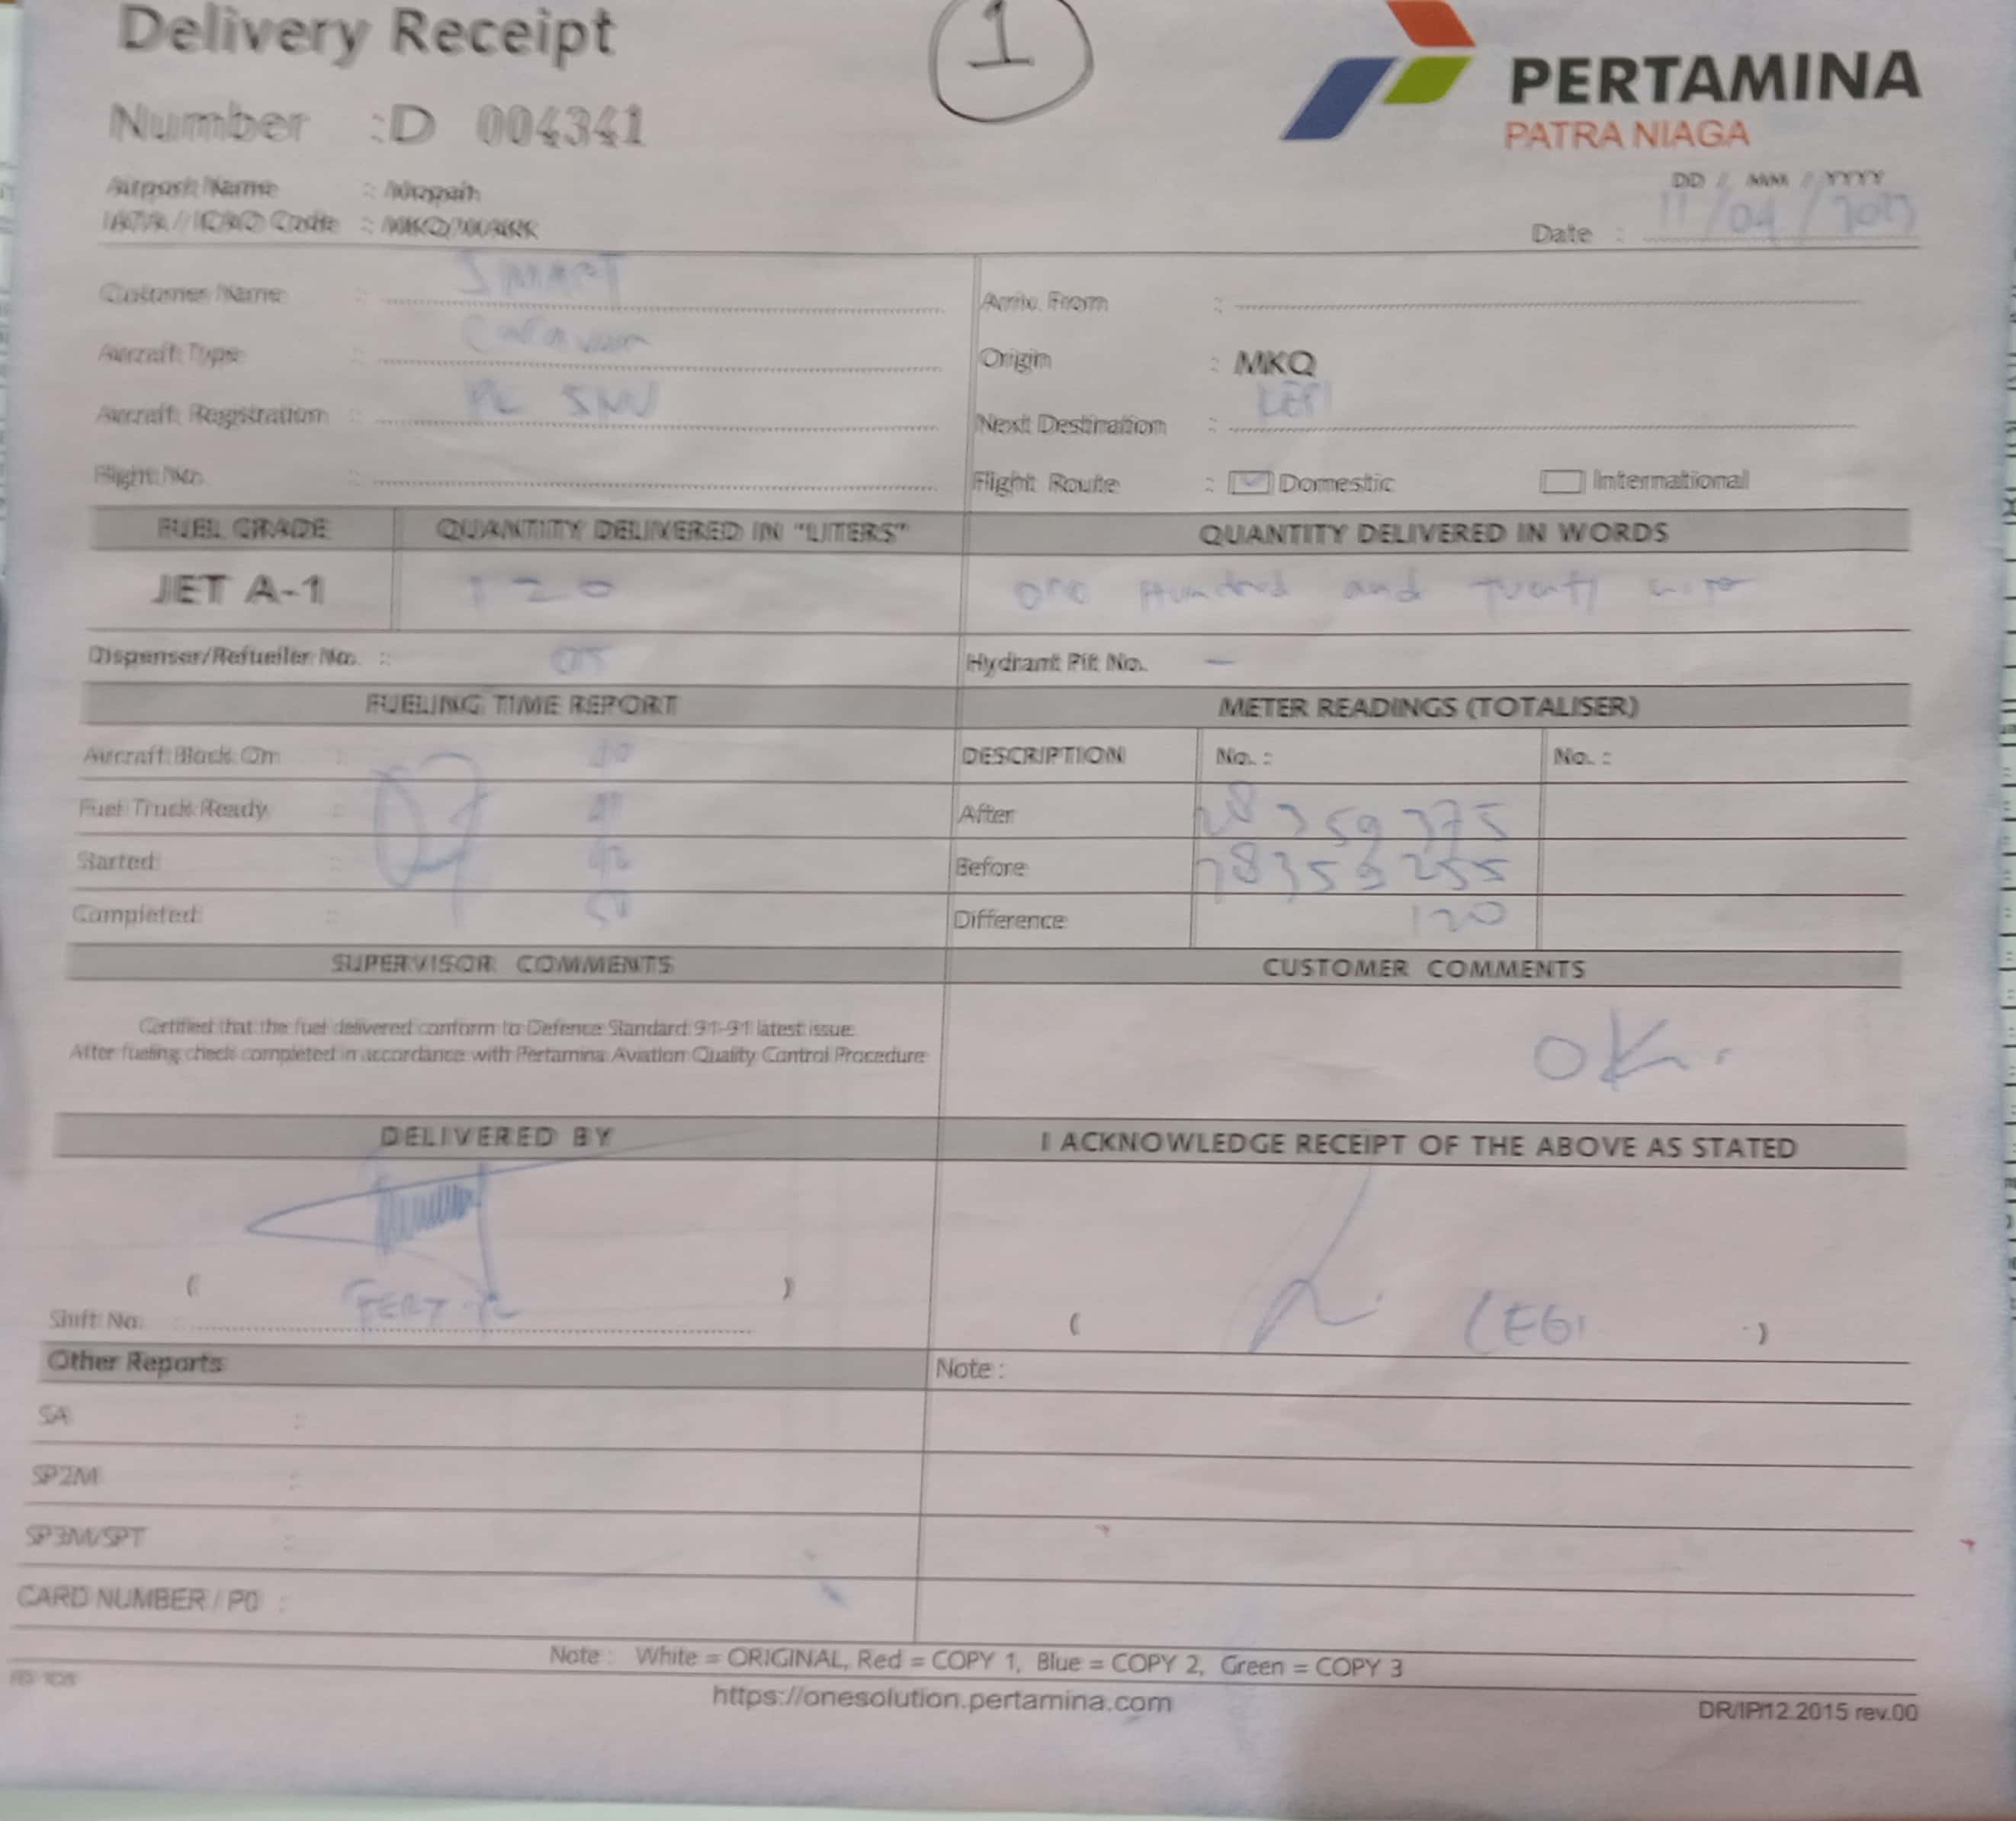 Delivery Receipt
1
PERTAMINA
PATRA NIAGA
Number :D 004341
DD / MM / YYYY
Airport Name :
IATA / ICAO Code :
Date : 11/04/
Customer Name : SMART
Arriv. From :
Aircraft Type : Caravan
Origin : MKQ
Aircraft Registration : PK SNU
Next Destination :
Flight No. :
Flight Route : Domestic International
FUEL GRADE QUANTITY DELIVERED IN "LITERS" QUANTITY DELIVERED IN WORDS
JET A-1 120 one Hundred and Twenty
Dispenser/Refueller No. : Hydrant Pit No. —
FUELING TIME REPORT METER READINGS (TOTALISER)
Aircraft Block On : DESCRIPTION No. : No. :
Fuel Truck Ready : 41 After 28359375
Started : 42 Before 28359255
Completed : 50 Difference 120
SUPERVISOR COMMENTS CUSTOMER COMMENTS
Certified that the fuel delivered conform to Defence Standard 91-91 latest issue.
After fueling check completed in accordance with Pertamina Aviation Quality Control Procedure
OK.
DELIVERED BY I ACKNOWLEDGE RECEIPT OF THE ABOVE AS STATED
( )
Shift No. :
( )
Other Reports Note :
SA :
SP2M :
SP3M/SPT :
CARD NUMBER / PO :
Note : White = ORIGINAL, Red = COPY 1, Blue = COPY 2, Green = COPY 3
https://onesolution.pertamina.com
DR/IP/12.2015 rev.00